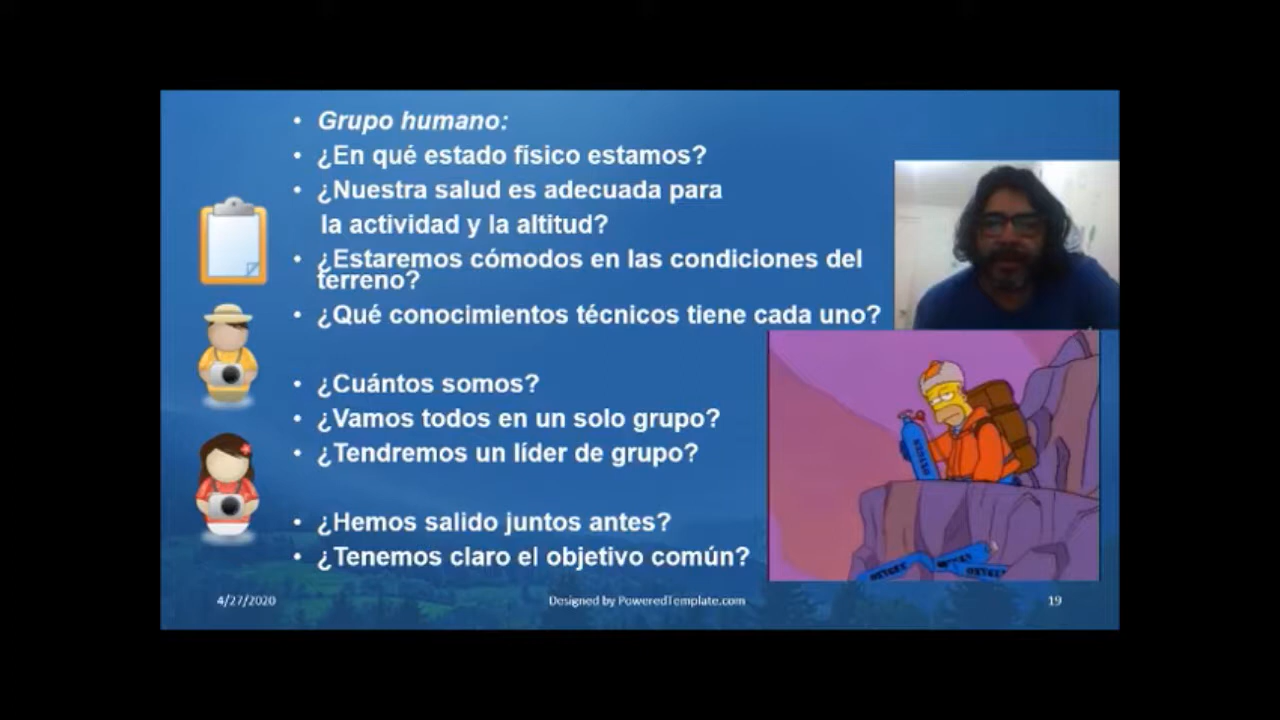 • Grupo humano:
• ¿En qué estado físico estamos?
• ¿Nuestra salud es adecuada para
la actividad y la altitud?
• ¿Estaremos cómodos en las condiciones del
terreno?
• ¿Qué conocimientos técnicos tiene cada uno?
• ¿Cuántos somos?
• ¿Vamos todos en un solo grupo?
• ¿Tendremos un líder de grupo?
• ¿Hemos salido juntos antes?
• ¿Tenemos claro el objetivo común?
OXYGEN
4/27/2020
Designed by PoweredTemplate.com
19